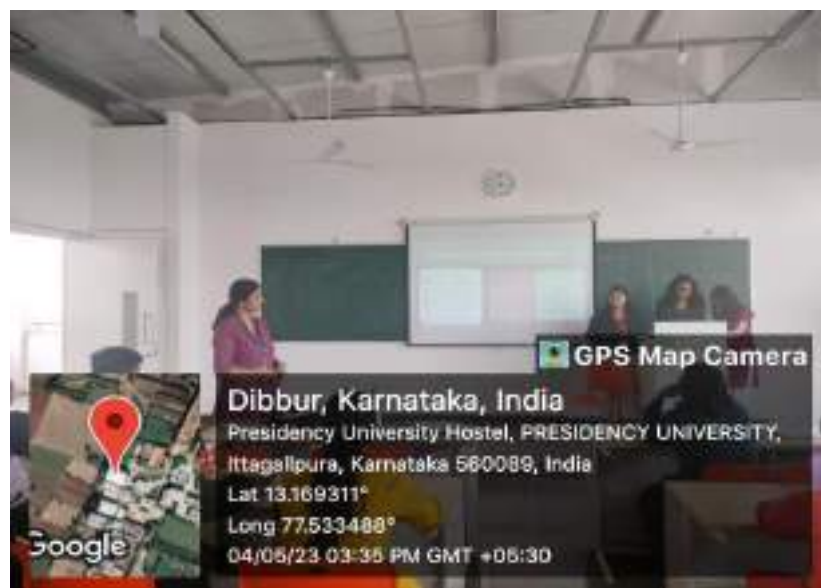 GPS Map Camera
Dibbur, Karnataka, India
Presidency University Hostel, PRESIDENCY UNIVERSITY,
Ittagallpura, Karnataka 560089, India
Lat 13.169311°
Long 77.533488°
04/05/23 03:35 PM GMT +05:30
Google